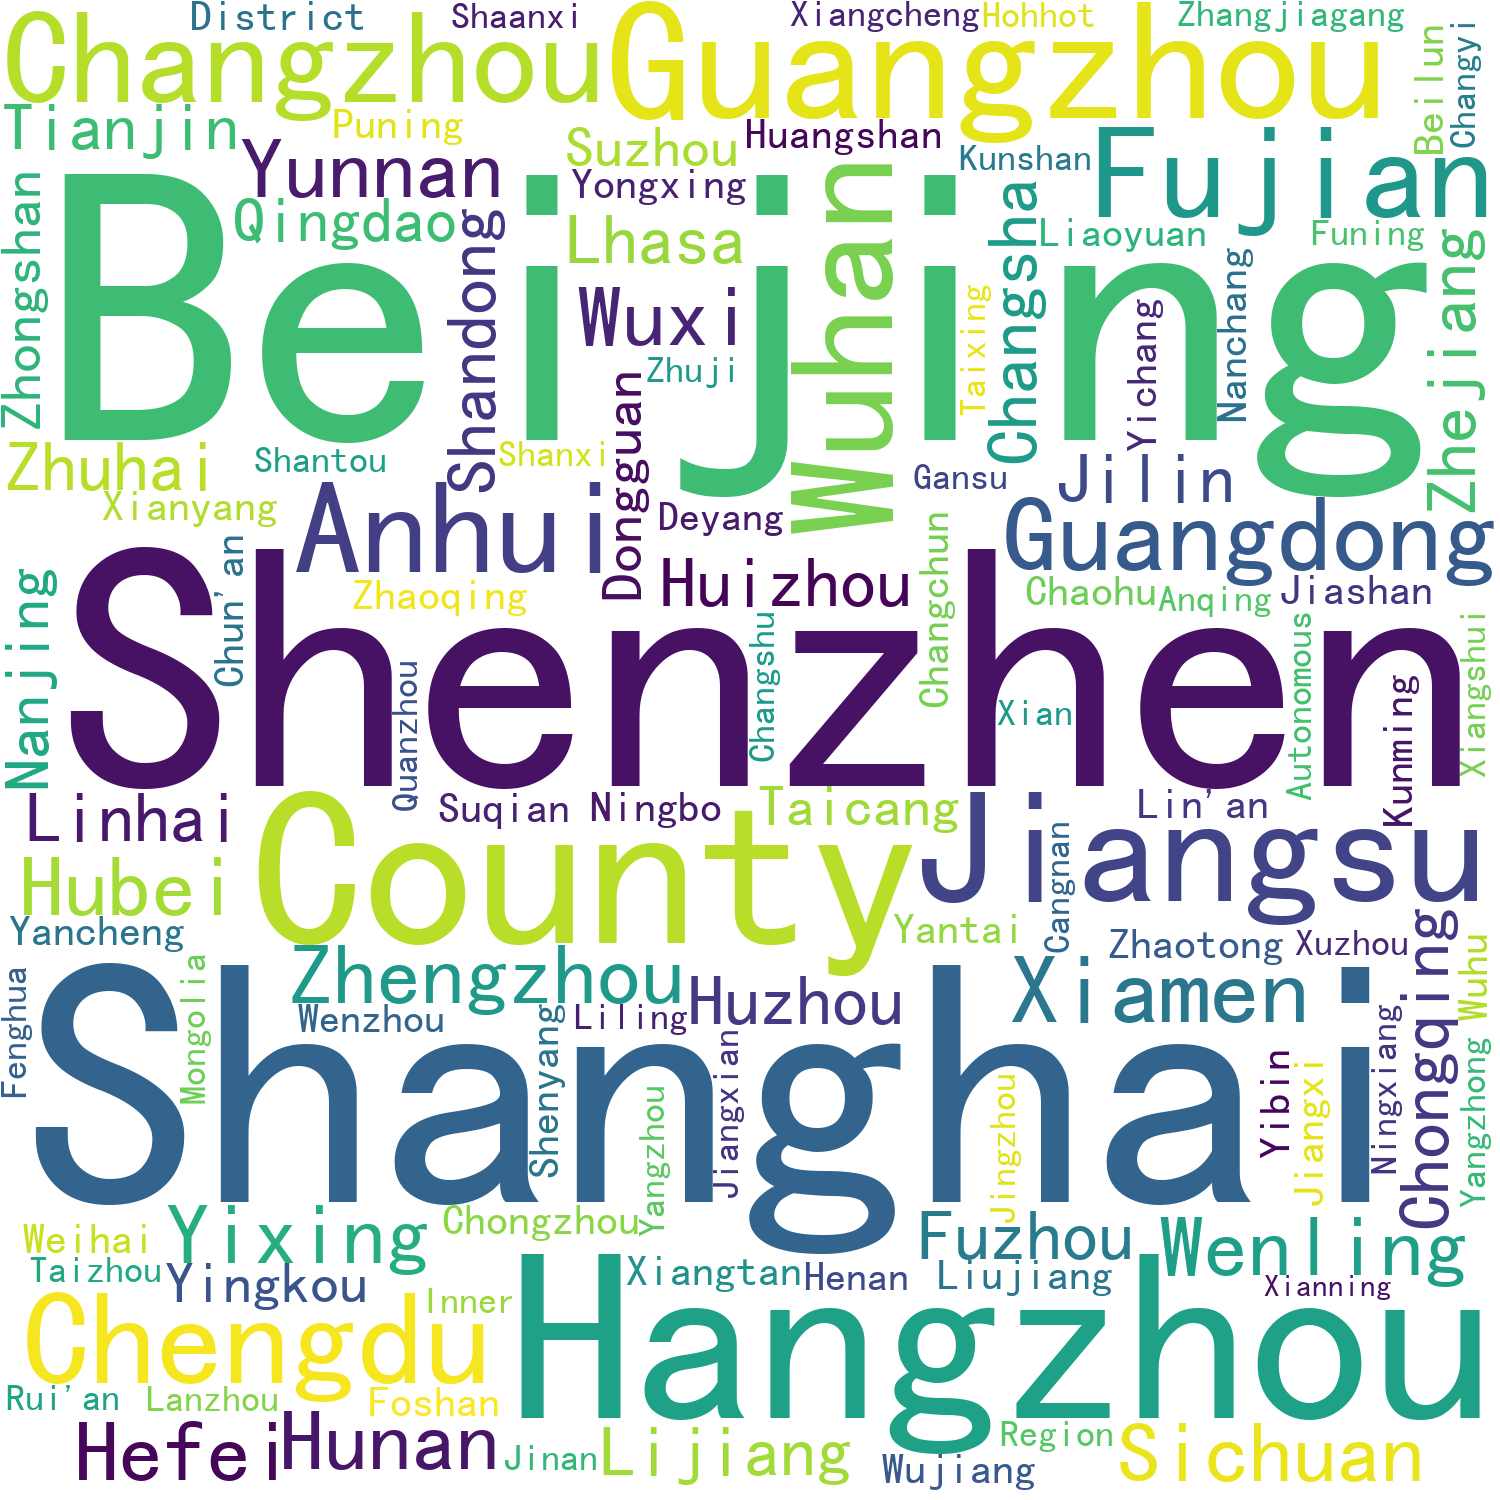 District
Shaanxi
Xiangcheng
Hohhot
Zhangjiagang
Changzhou
Guangzhou
Beilun
Changyi
Tianjin
Puning
Yunnan
Suzhou
Huangshan
Kunshan
Fujian
Zhongshan
Qingdao
Yongxing
Lhasa
Shandong
Beijing
Wuhan
Changsha
Liaoyuan
Funing
Zhejiang
Wuxi
Zhuji
Taixing
Yichang
Nanchang
Zhuhai
Shantou
Shanxi
Dongguan
Gansu
Jilin
Xianyang
Anhui
Deyang
Guangdong
Nanjing
Chun'an
Zhaoqing
Huizhou
Changchun
Chaohu
Anqing
Jiashan
Shenzhen
Quanzhou
Changshu
Xian
Autonomous
Kunming
Xiangshui
Linhai
Suqian
Ningbo
Taicang
Lin'an
Hubei
County
Jiangsu
Cangnan
Yancheng
Yantai
Zhaotong
Xuzhou
Chongqing
Wuhu
Fenghua
Mongolia
Zhengzhou
Wenzhou
Liling
Huzhou
Xiamen
Shanghai
Shenyang
Yangzhou
Jiangxian
Jingzhou
Yibin
Jiangxi
Ningxiang
Yangzhong
Weihai
Yixing
Chongzhou
Fuzhou
Wenling
Taizhou
Yingkou
Inner
Xiangtan
Henan
Liujiang
Xianning
Chengdu
Hangzhou
Rui'an
Lanzhou
Foshan
Hefei
Hunan
Jinan
Lijiang
Wujiang
Region
Sichuan